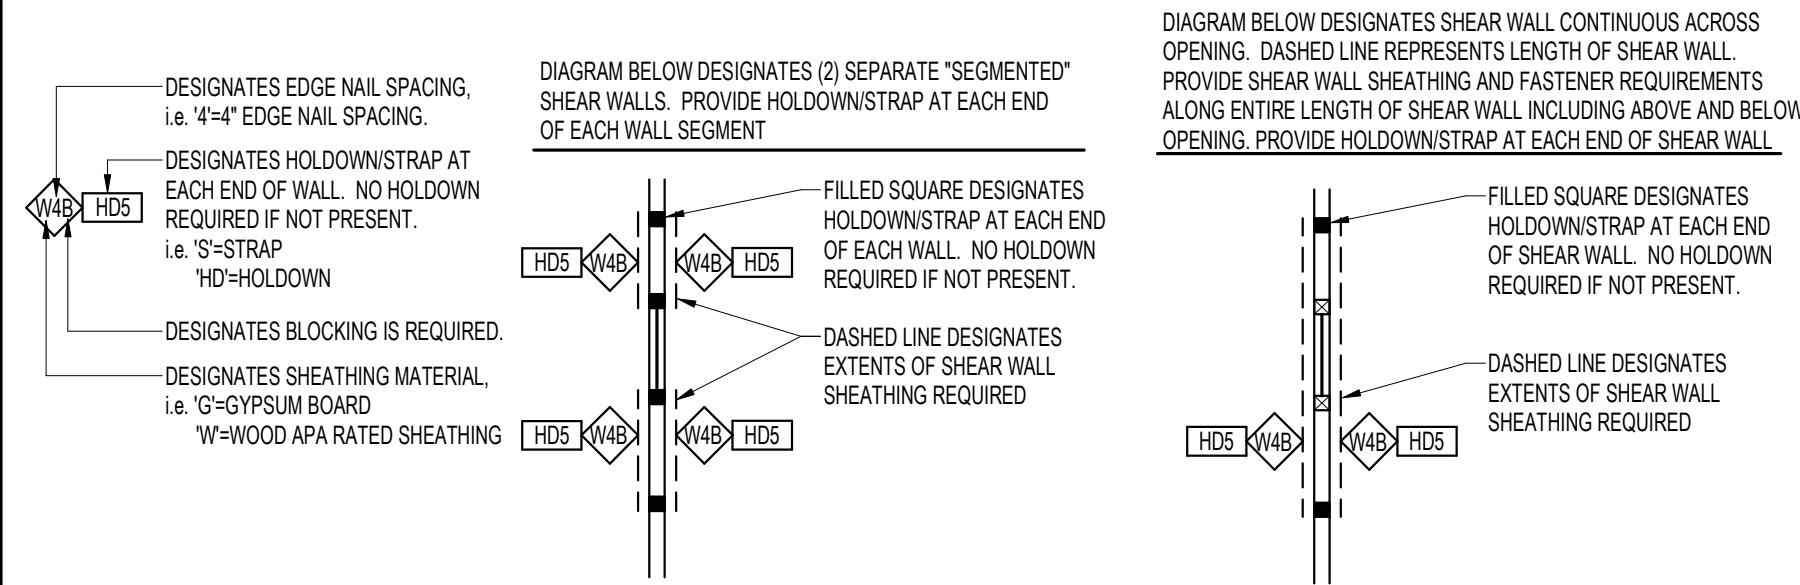 DESIGNATES EDGE NAIL SPACING,
i.e. '4'=4" EDGE NAIL SPACING.
DESIGNATES HOLDOWN/STRAP AT
EACH END OF WALL. NO HOLDOWN
REQUIRED IF NOT PRESENT.
i.e. 'S'=STRAP
'HD'=HOLDOWN
W4B
HD5
DESIGNATES BLOCKING IS REQUIRED.
DESIGNATES SHEATHING MATERIAL,
i.e. 'G'=GYPSUM BOARD
'W'=WOOD APA RATED SHEATHING
DIAGRAM BELOW DESIGNATES (2) SEPARATE "SEGMENTED"
SHEAR WALLS. PROVIDE HOLDOWN/STRAP AT EACH END
OF EACH WALL SEGMENT
FILLED SQUARE DESIGNATES
HOLDOWN/STRAP AT EACH END
OF EACH WALL. NO HOLDOWN
REQUIRED IF NOT PRESENT.
HD5 W4B W4B HD5
DASHED LINE DESIGNATES
EXTENTS OF SHEAR WALL
SHEATHING REQUIRED
HD5 W4B W4B HD5
DIAGRAM BELOW DESIGNATES SHEAR WALL CONTINUOUS ACROSS
OPENING. DASHED LINE REPRESENTS LENGTH OF SHEAR WALL.
PROVIDE SHEAR WALL SHEATHING AND FASTENER REQUIREMENTS
ALONG ENTIRE LENGTH OF SHEAR WALL INCLUDING ABOVE AND BELOW
OPENING. PROVIDE HOLDOWN/STRAP AT EACH END OF SHEAR WALL
FILLED SQUARE DESIGNATES
HOLDOWN/STRAP AT EACH END
OF SHEAR WALL. NO HOLDOWN
REQUIRED IF NOT PRESENT.
DASHED LINE DESIGNATES
EXTENTS OF SHEAR WALL
SHEATHING REQUIRED
HD5 W4B W4B HD5